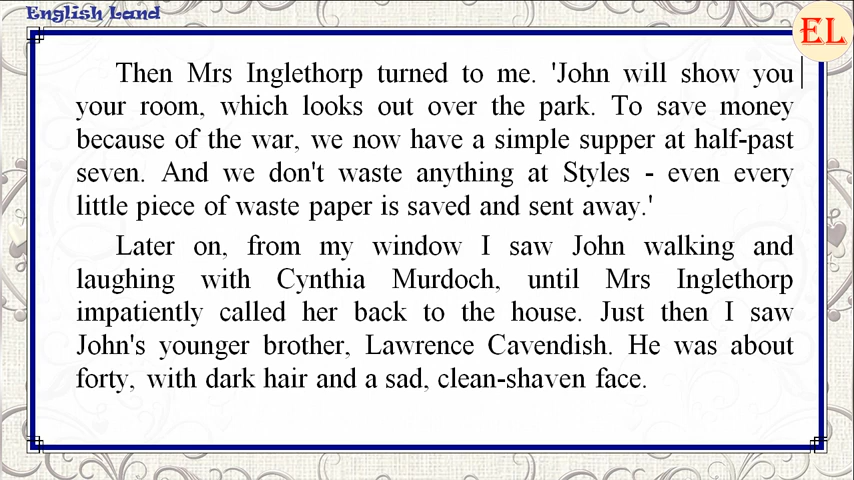 English Land
EL
Then Mrs Inglethorp turned to me. 'John will show you
your room, which looks out over the park. To save money
because of the war, we now have a simple supper at half-past
seven. And we don't waste anything at Styles - even every
little piece of waste paper is saved and sent away.'
Later on, from my window I saw John walking and
laughing with Cynthia Murdoch, until Mrs Inglethorp
impatiently called her back to the house. Just then I saw
John's younger brother, Lawrence Cavendish. He was about
forty, with dark hair and a sad, clean-shaven face.